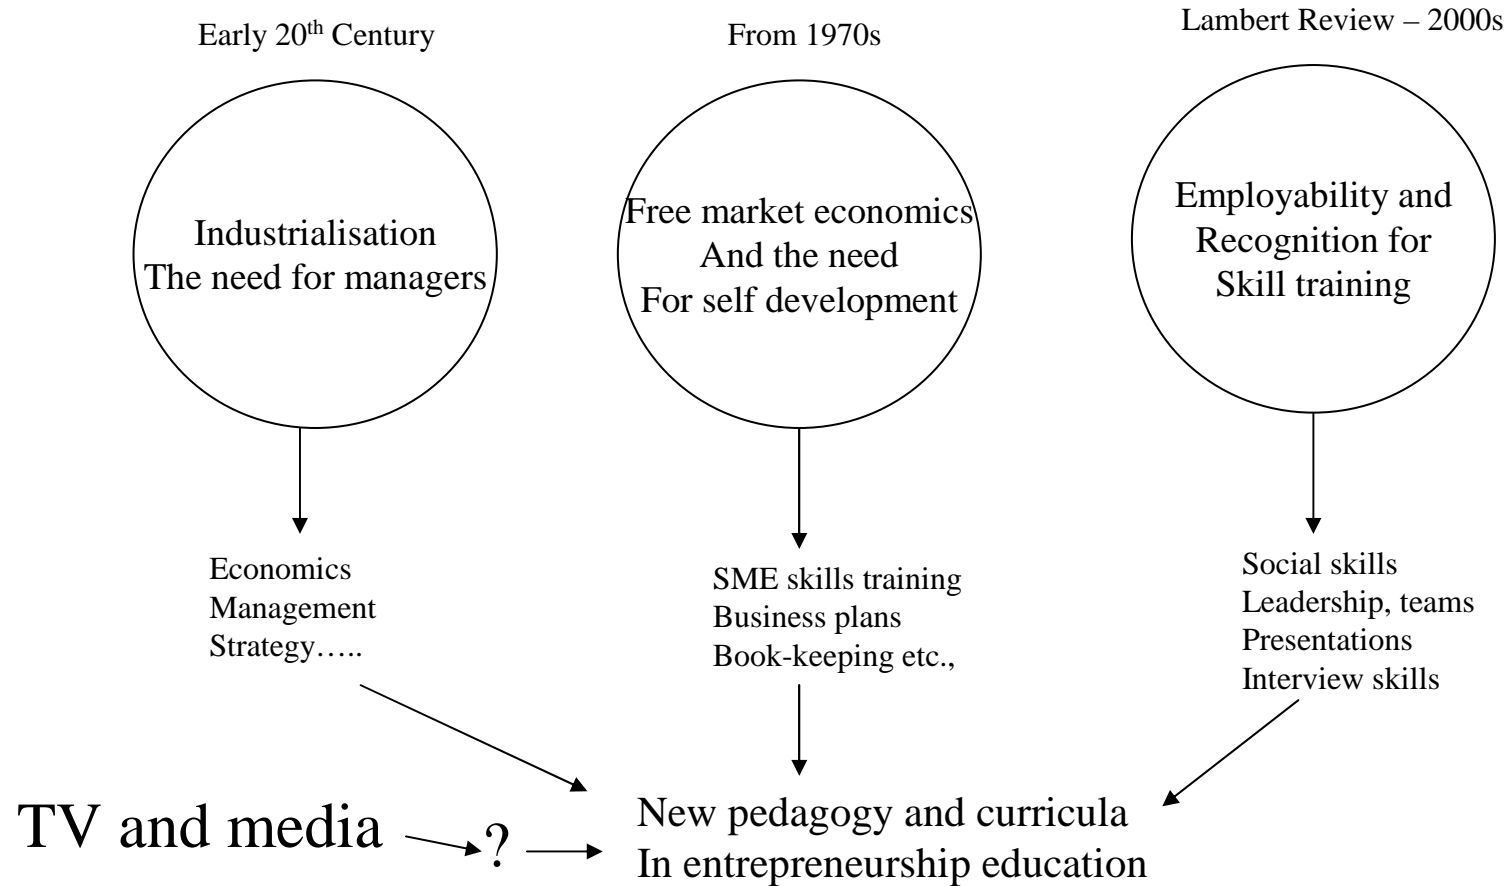 Early 20th Century
From 1970s
Lambert Review – 2000s
Industrialisation
The need for managers
Free market economics
And the need
For self development
Employability and
Recognition for
Skill training
Economics
Management
Strategy…..
SME skills training
Business plans
Book-keeping etc.,
Social skills
Leadership, teams
Presentations
Interview skills
TV and media
?
New pedagogy and curricula
In entrepreneurship education